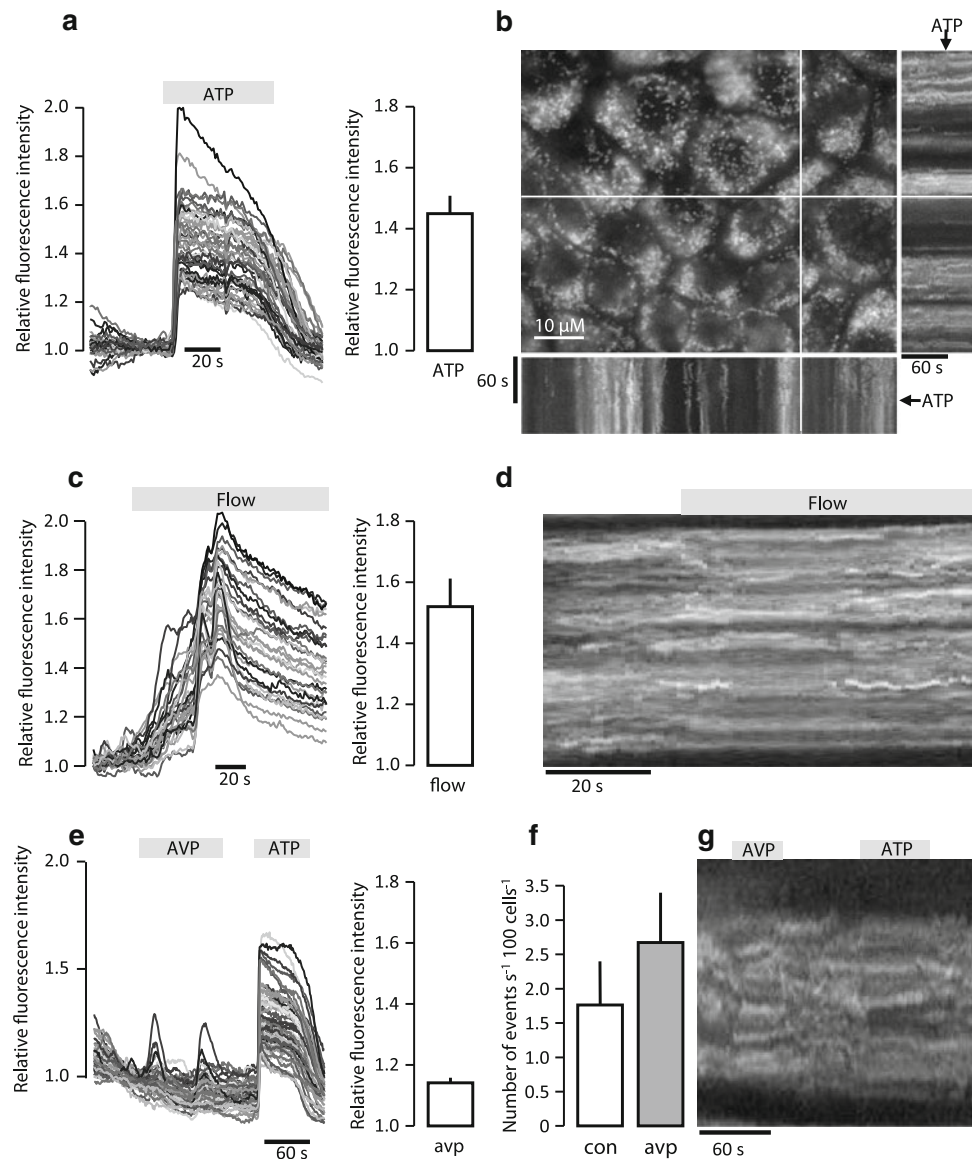 a
ATP
Relative fluorescence intensity
2.0
1.8
1.6
1.4
1.2
1.0
20 s
Relative fluorescence intensity
1.8
1.6
1.4
1.2
1.0
ATP
b
ATP
10 µM
60 s
60 s
ATP
c
Flow
Relative fluorescence intensity
2.0
1.8
1.6
1.4
1.2
1.0
20 s
Relative fluorescence intensity
1.8
1.6
1.4
1.2
1.0
flow
d
Flow
20 s
e
AVP
ATP
Relative fluorescence intensity
2.0
1.5
1.0
60 s
Relative fluorescence intensity
1.8
1.6
1.4
1.2
1.0
avp
f
Number of events s⁻¹ 100 cells⁻¹
3.5
3.0
2.5
2.0
1.5
1.0
0.5
0
con
avp
g
AVP
ATP
60 s